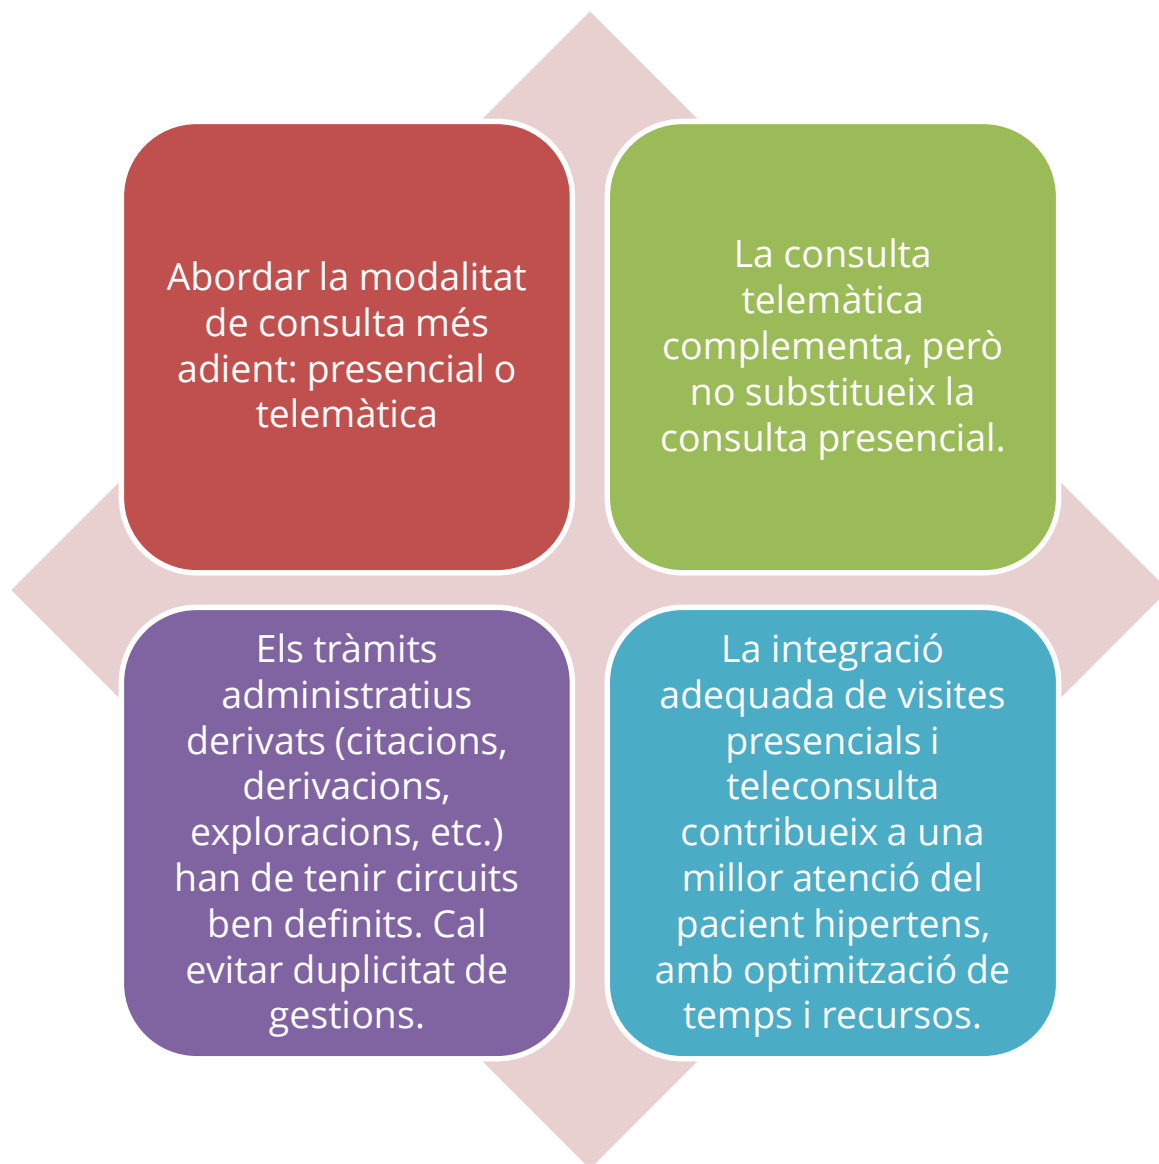 Abordar la modalitat
de consulta més
adient: presencial o
telemàtica
La consulta
telemàtica
complementa, però
no substitueix la
consulta presencial.
Els tràmits
administratius
derivats (citacions,
derivacions,
exploracions, etc.)
han de tenir circuits
ben definits. Cal
evitar duplicitat de
gestions.
La integració
adequada de visites
presencials i
teleconsulta
contribueix a una
millor atenció del
pacient hipertens,
amb optimització de
temps i recursos.